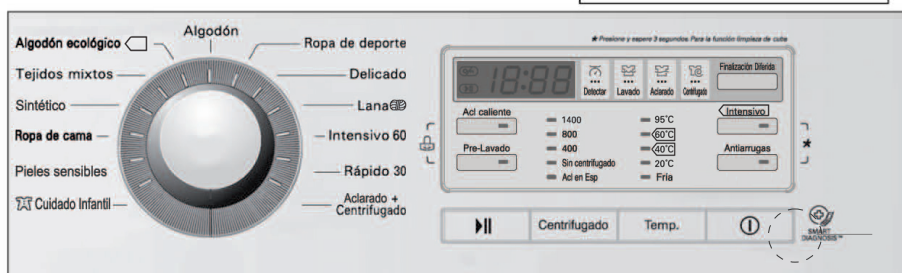 Algodón
Algodón ecológico
Ropa de deporte
Tejidos mixtos
Delicado
Sintético
Lana
Ropa de cama
Intensivo 60
Pieles sensibles
Rápido 30
Cuidado Infantil
Aclarado +
Centrifugado
★ Presione y espere 3 segundos. Para la función limpieza de cuba
18:88
Detectar Lavado Aclarado Centrifugado
Finalización Diferida
Acl caliente
Pre-Lavado
1400
800
400
Sin centrifugado
Acl en Esp
95°C
60°C
40°C
20°C
Fria
Intensivo
Antiarrugas
★
Centrifugado
Temp.
SMART
DIAGNOSIS™